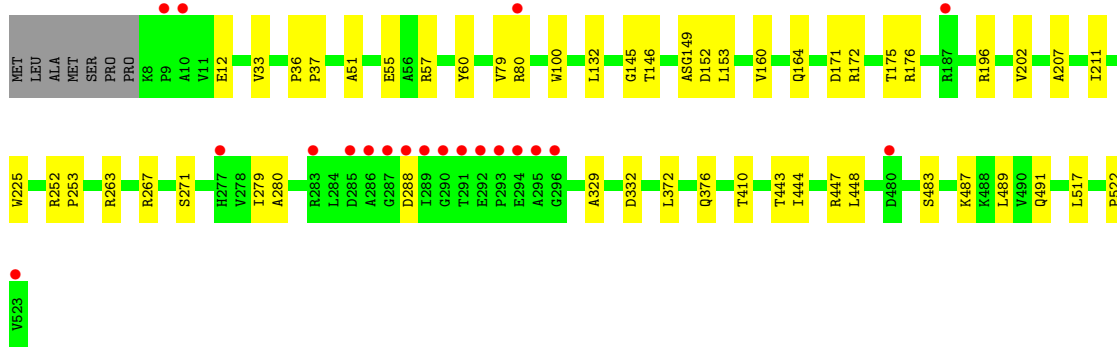 MET LEU ALA MET SER PRO PRO K8 P9 A10 V11 E12 V33 P36 P37 A51 E55 A56 R57 Y60 V79 R80 W100 L132 G145 T146 ASG149 D152 L153 V160 Q164 D171 R172 T175 R176 R187 R196 V202 A207 I211
W225 R252 P253 R263 R267 S271 H277 V278 I279 A280 R283 L284 D285 A286 G287 D288 I289 G290 T291 E292 P293 E294 A295 G296 A329 D332 L372 Q376 T410 T443 I444 R447 L448 D480 S483 K487 K488 L489 V490 Q491 L517 P522
V523